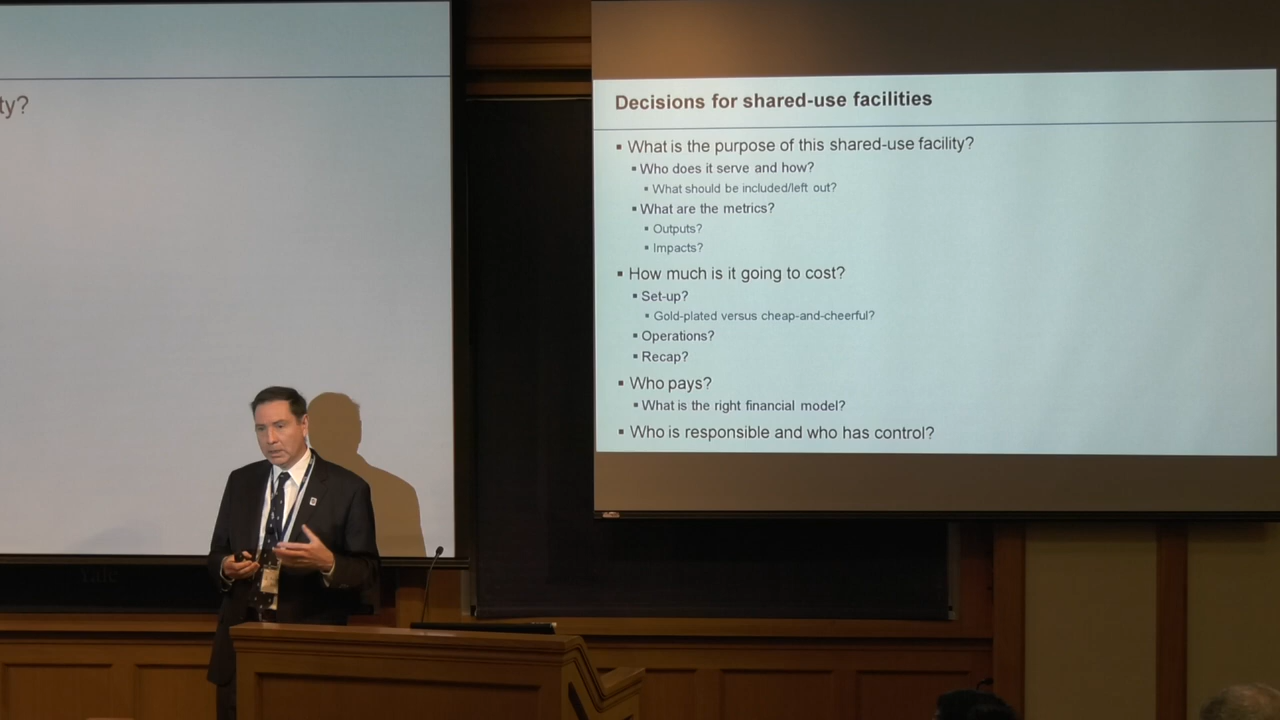 ty?
Decisions for shared-use facilities
▪ What is the purpose of this shared-use facility?
▪ Who does it serve and how?
▪ What should be included/left out?
▪ What are the metrics?
▪ Outputs?
▪ Impacts?
▪ How much is it going to cost?
▪ Set-up?
▪ Gold-plated versus cheap-and-cheerful?
▪ Operations?
▪ Recap?
▪ Who pays?
▪ What is the right financial model?
▪ Who is responsible and who has control?
Yale